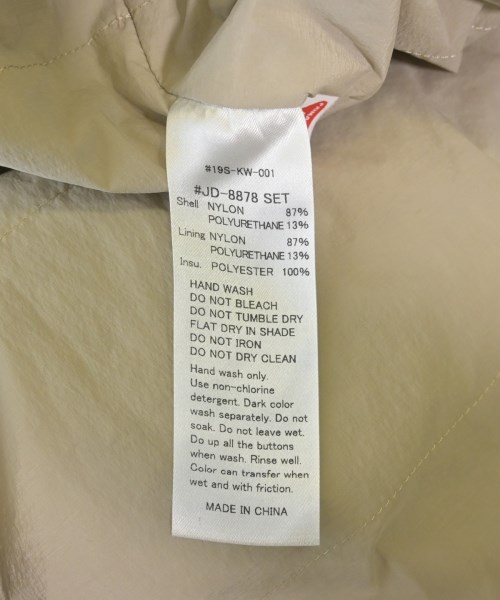 #19S-KW-001
#JD-8878 SET
Shell NYLON 87%
POLYURETHANE 13%
Lining NYLON 87%
POLYURETHANE 13%
Insu. POLYESTER 100%
HAND WASH
DO NOT BLEACH
DO NOT TUMBLE DRY
FLAT DRY IN SHADE
DO NOT IRON
DO NOT DRY CLEAN
Hand wash only.
Use non-chlorine
detergent. Dark color
wash separately. Do not
soak. Do not leave wet.
Do up all the buttons
when wash. Rinse well.
Color can transfer when
wet and with friction.
MADE IN CHINA